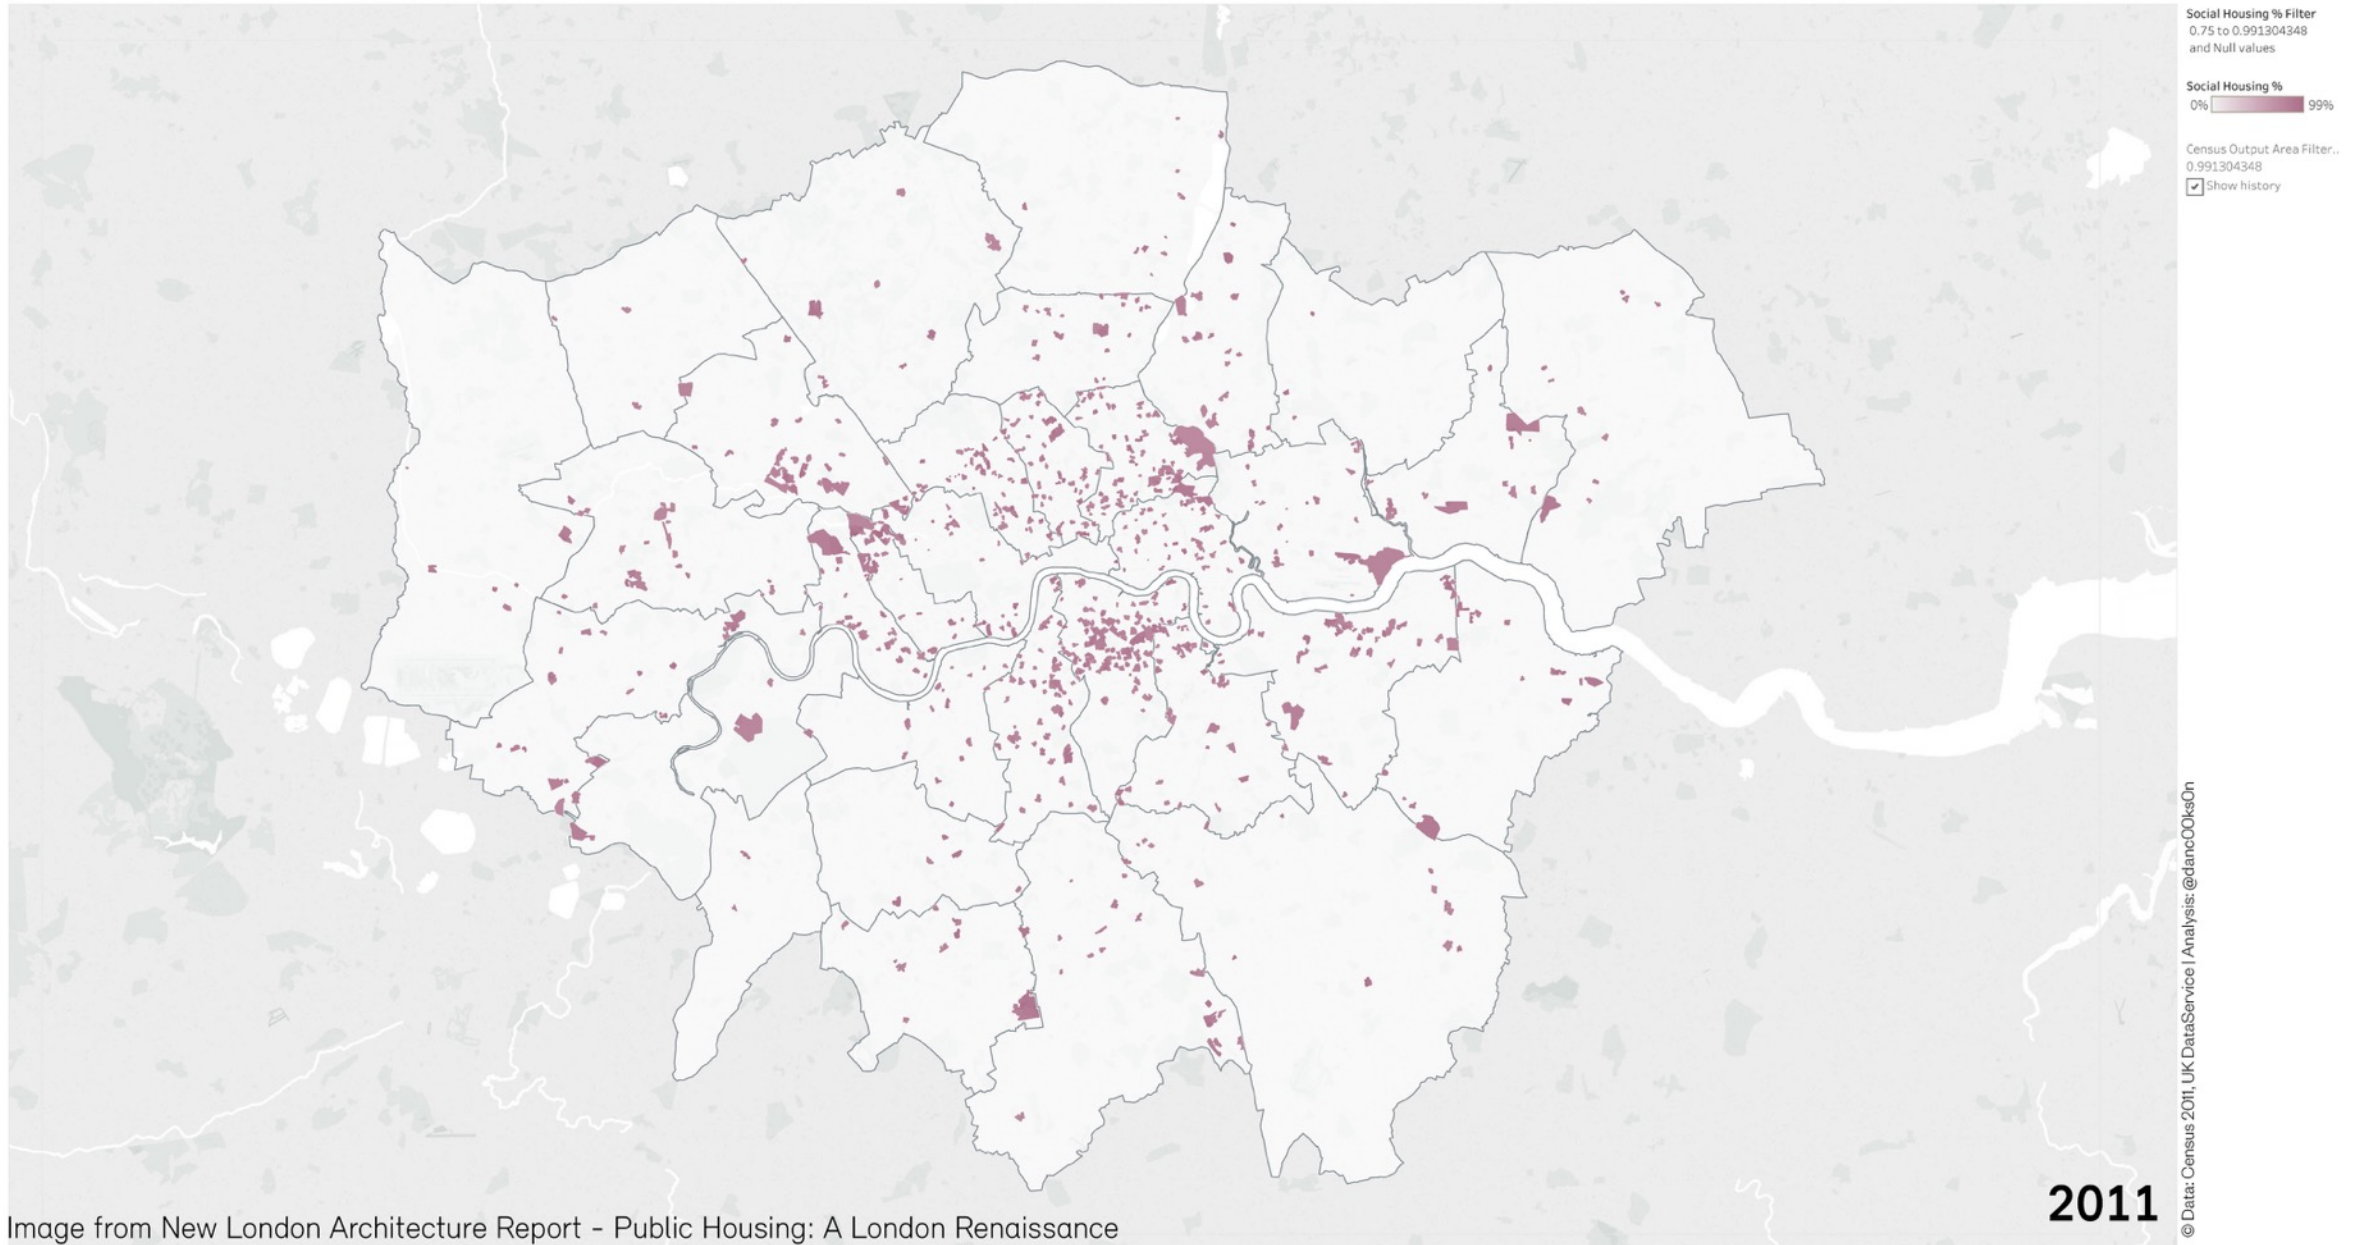 Social Housing % Filter
0.75 to 0.991304348
and Null values
Social Housing %
0% 99%
Census Output Area Filter..
0.991304348
Show history
© Data: Census 2011, UK DataService | Analysis: @danc00ks0n
2011
Image from New London Architecture Report - Public Housing: A London Renaissance